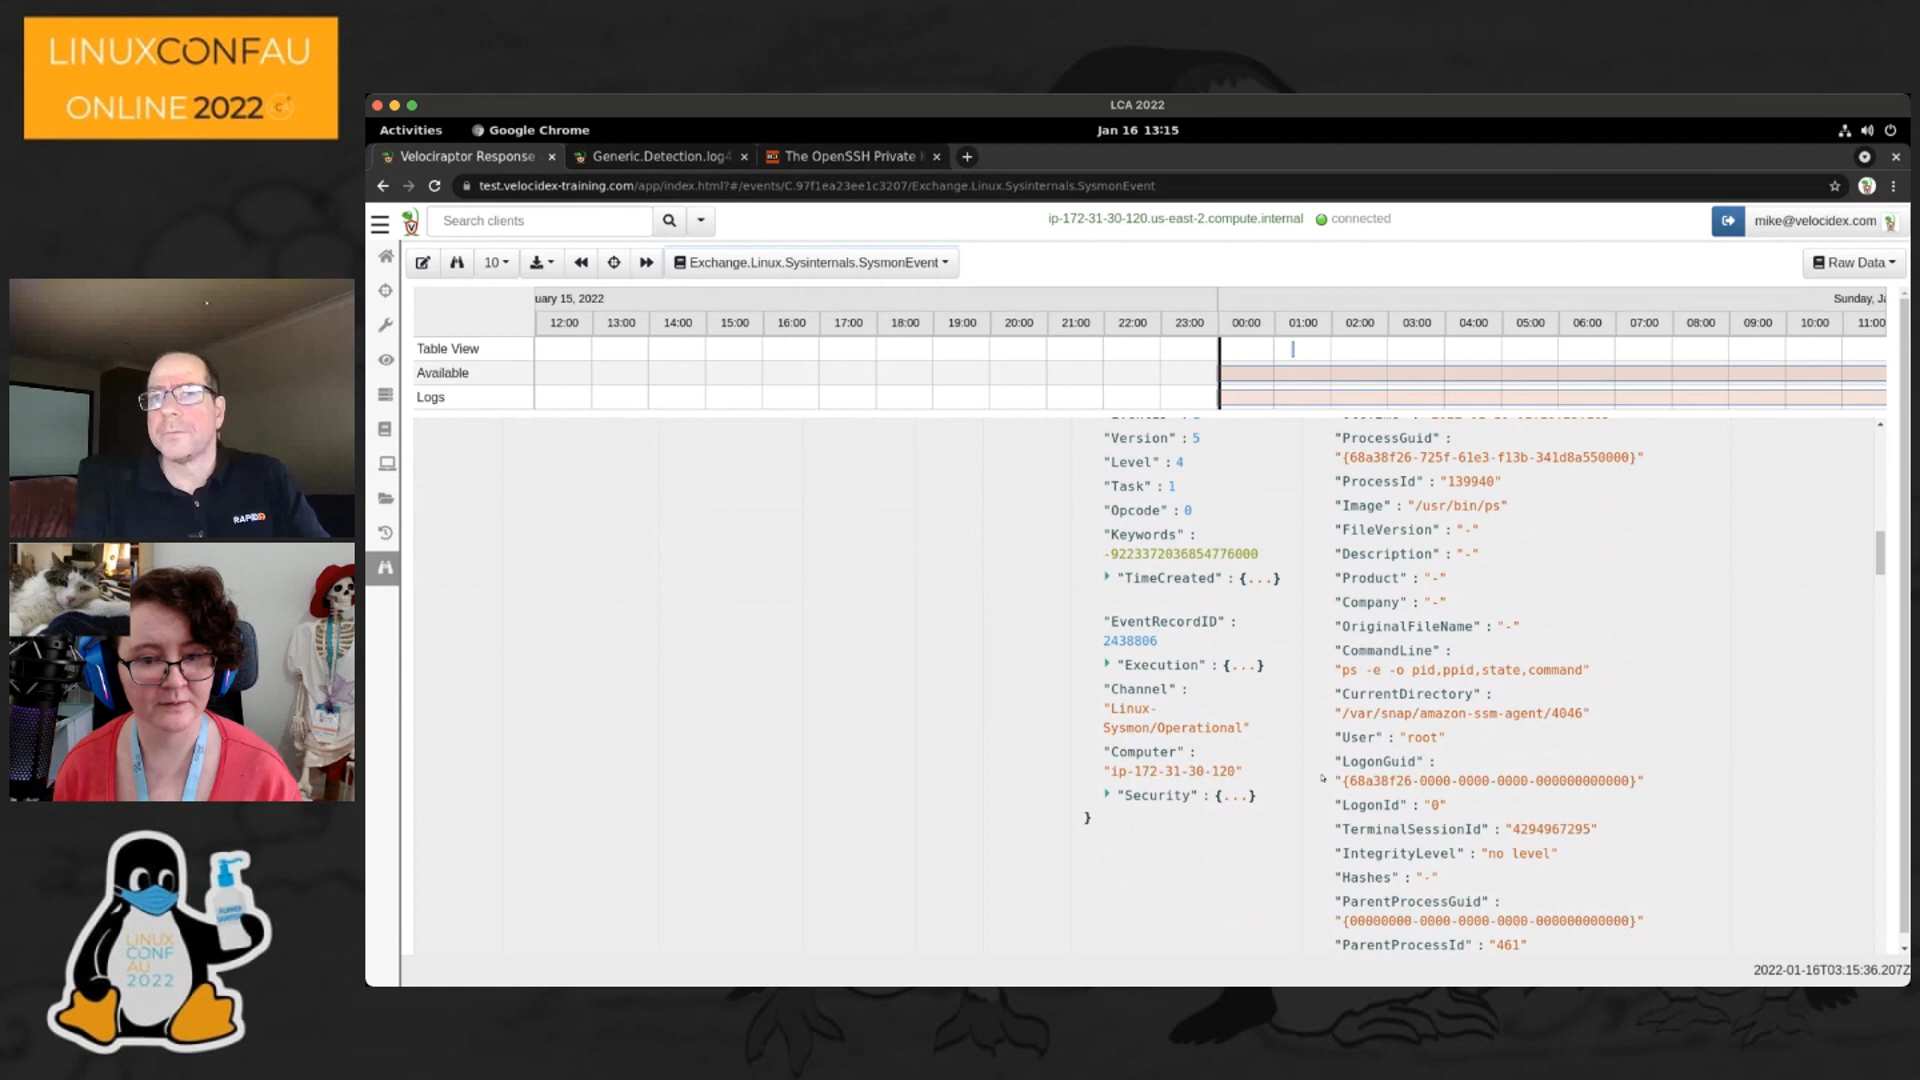 LINUXCONFAU
ONLINE 2022
LCA 2022
Activities
Google Chrome
Jan 16 13:15
Velociraptor Response
Generic.Detection.log4
The OpenSSH Private
test.velocidex-training.com/app/index.html?#/events/C.97f1ea23ee1c3207/Exchange.Linux.Sysinternals.SysmonEvent
Search clients
ip-172-31-30-120.us-east-2.compute.internal
connected
mike@velocidex.com
10
Exchange.Linux.Sysinternals.SysmonEvent
Raw Data
uary 15, 2022
Sunday, Ja
12:00 13:00 14:00 15:00 16:00 17:00 18:00 19:00 20:00 21:00 22:00 23:00 00:00 01:00 02:00 03:00 04:00 05:00 06:00 07:00 08:00 09:00 10:00 11:00
Table View
Available
Logs
"Version" : 5
"Level" : 4
"Task" : 1
"Opcode" : 0
"Keywords" :
-9223372036854776000
"TimeCreated" : {...}
"EventRecordID" :
2438806
"Execution" : {...}
"Channel" :
"Linux-
Sysmon/Operational"
"Computer" :
"ip-172-31-30-120"
"Security" : {...}
}
"ProcessGuid" :
"{68a38f26-725f-61e3-f13b-341d8a550000}"
"ProcessId" : "139940"
"Image" : "/usr/bin/ps"
"FileVersion" : "-"
"Description" : "-"
"Product" : "-"
"Company" : "-"
"OriginalFileName" : "-"
"CommandLine" :
"ps -e -o pid,ppid,state,command"
"CurrentDirectory" :
"/var/snap/amazon-ssm-agent/4046"
"User" : "root"
"LogonGuid" :
"{68a38f26-0000-0000-0000-000000000000}"
"LogonId" : "0"
"TerminalSessionId" : "4294967295"
"IntegrityLevel" : "no level"
"Hashes" : "-"
"ParentProcessGuid" :
"{00000000-0000-0000-0000-000000000000}"
"ParentProcessId" : "461"
2022-01-16T03:15:36.207Z
RAPID7
LINUX
CONF
AU
2022